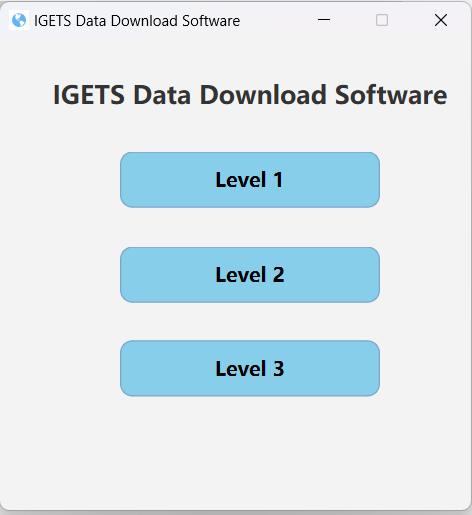 IGETS Data Download Software
IGETS Data Download Software
Level 1
Level 2
Level 3